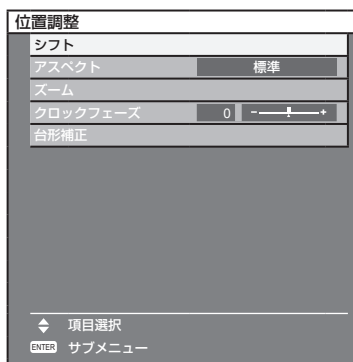 位置調整
シフト
アスペクト 標準
ズーム
クロックフェーズ 0 - +
台形補正
項目選択
ENTER サブメニュー